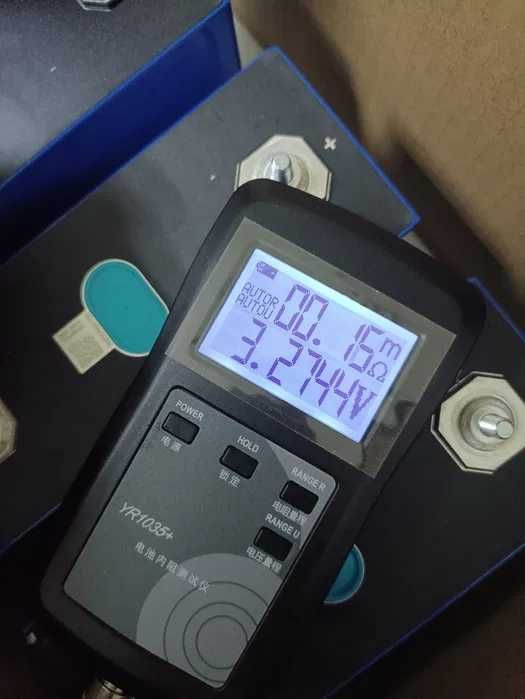 AUTOR 00.15mΩ
AUTOU 3.2744V
POWER
电源
HOLD
锁定
RANGE R
电阻量程
RANGE U
电压量程
YR1035+
电池内阻测试仪
+